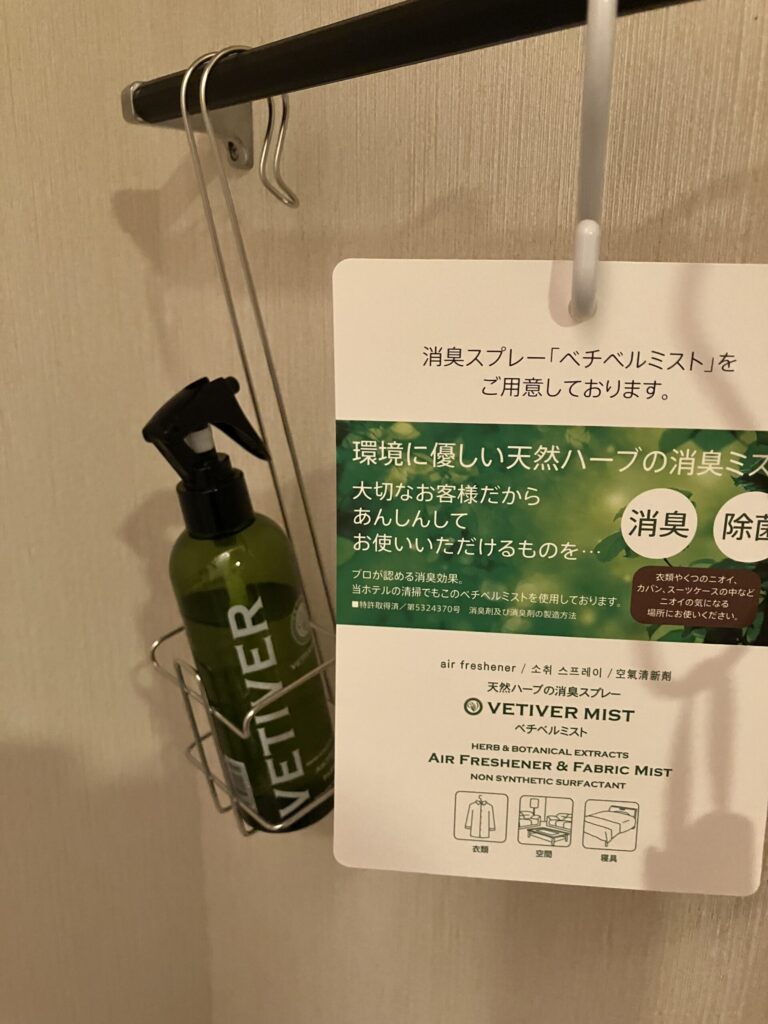 VETIVER
消臭スプレー「ベチベルミスト」を
ご用意しております。
環境に優しい天然ハーブの消臭ミス
大切なお客様だから
あんしんして
お使いいただけるものを…
消臭
除菌
プロが認める消臭効果。
当ホテルの清掃でもこのベチベルミストを使用しております。
■特許取得済／第5324370号 消臭剤及び消臭剤の製造方法
衣類やくつのニオイ、
カバン、スーツケースの中など
ニオイの気になる
場所にお使いください。
air freshener / 소취 스프레이 / 空氣清新劑
天然ハーブの消臭スプレー
VETIVER MIST
ベチベルミスト
HERB & BOTANICAL EXTRACTS
AIR FRESHENER & FABRIC MIST
NON SYNTHETIC SURFACTANT
衣類
空間
寝具